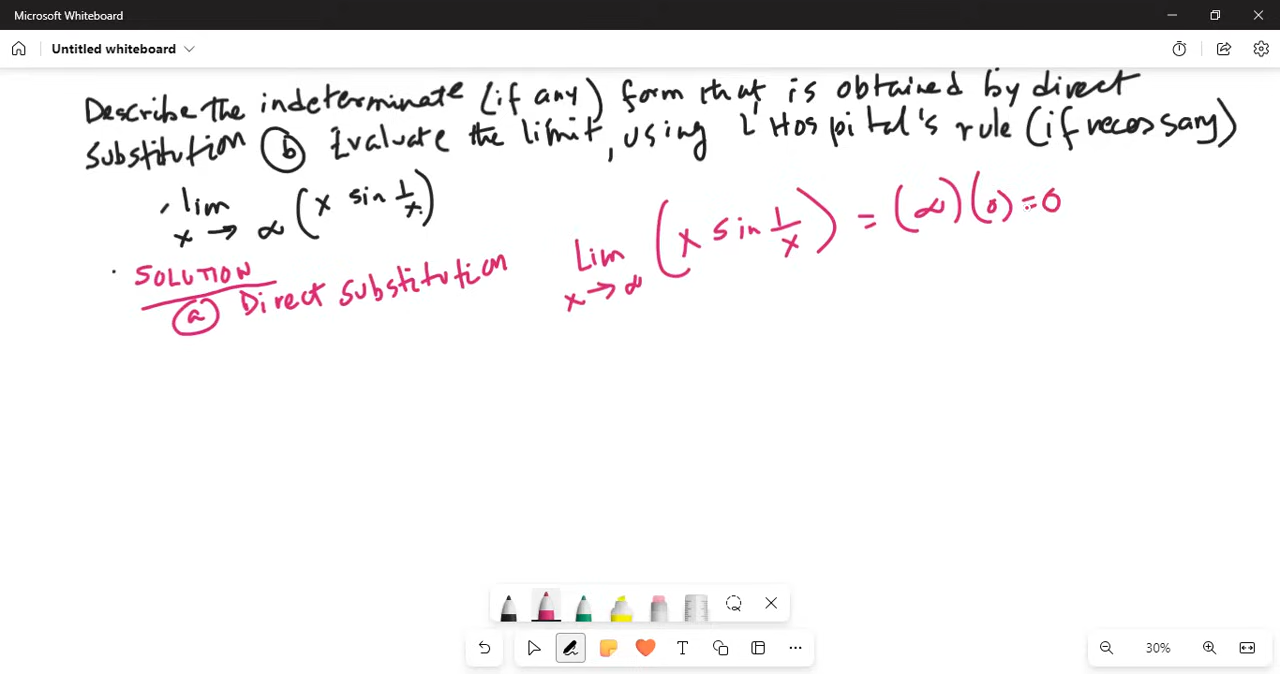 Microsoft Whiteboard
Untitled whiteboard
Describe the indeterminate (if any) form that is obtained by direct
substitution (b) Evaluate the limit, using L'Hospital's rule (if necessary)
lim (x sin 1/x)
x → ∞
Lim (x sin 1/x) = (∞)(0) = 0
x → ∞
SOLUTION
(a) Direct substitution
30%